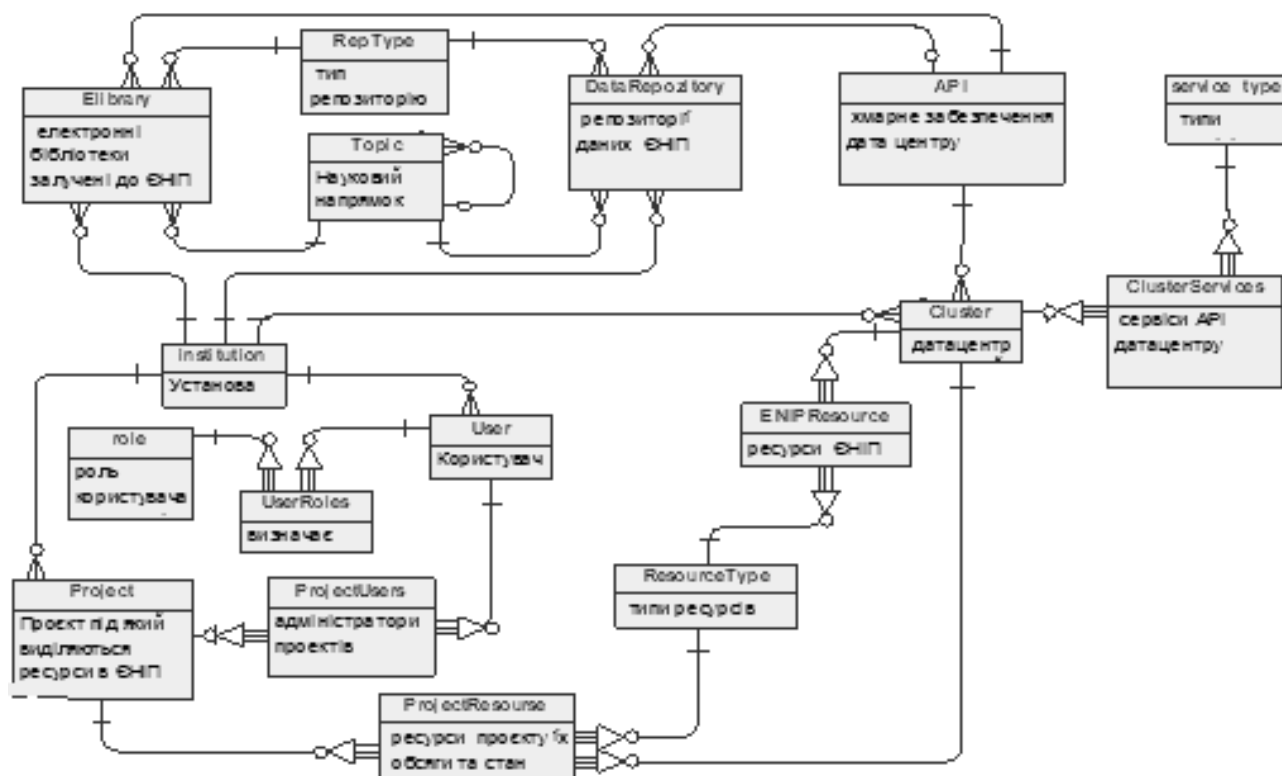 RepType
тип
репозиторію
Elibrary
електронні
бібліотеки
залучені до ЄНІП
DataRepozitory
репозиторії
даних ЄНІП
API
хмарне забезпечення
дата центру
service type
типи
Topic
Науковий
напрямок
ClusterServices
сервіси API
датацентру
Cluster
датацентр
Institution
Установа
ENIPResource
ресурси ЄНІП
User
Користувач
role
роль
користувача
UserRoles
визначає
Project
Проєкт під який
виділяються
ресурси в ЄНІП
ProjectUsers
адміністратори
проектів
ResourceType
типи ресурсів
ProjectResourse
ресурси проєкту їх
обсяги та стан